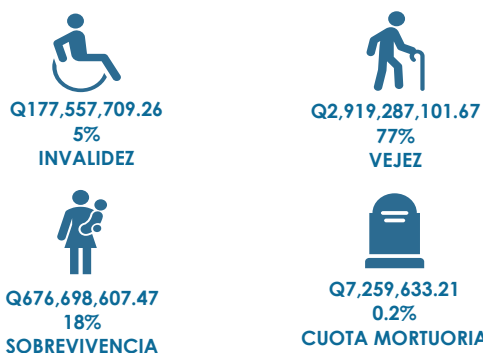 Q177,557,709.26
5%
INVALIDEZ
Q2,919,287,101.67
77%
VEJEZ
Q676,698,607.47
18%
SOBREVIVENCIA
Q7,259,633.21
0.2%
CUOTA MORTUORIA